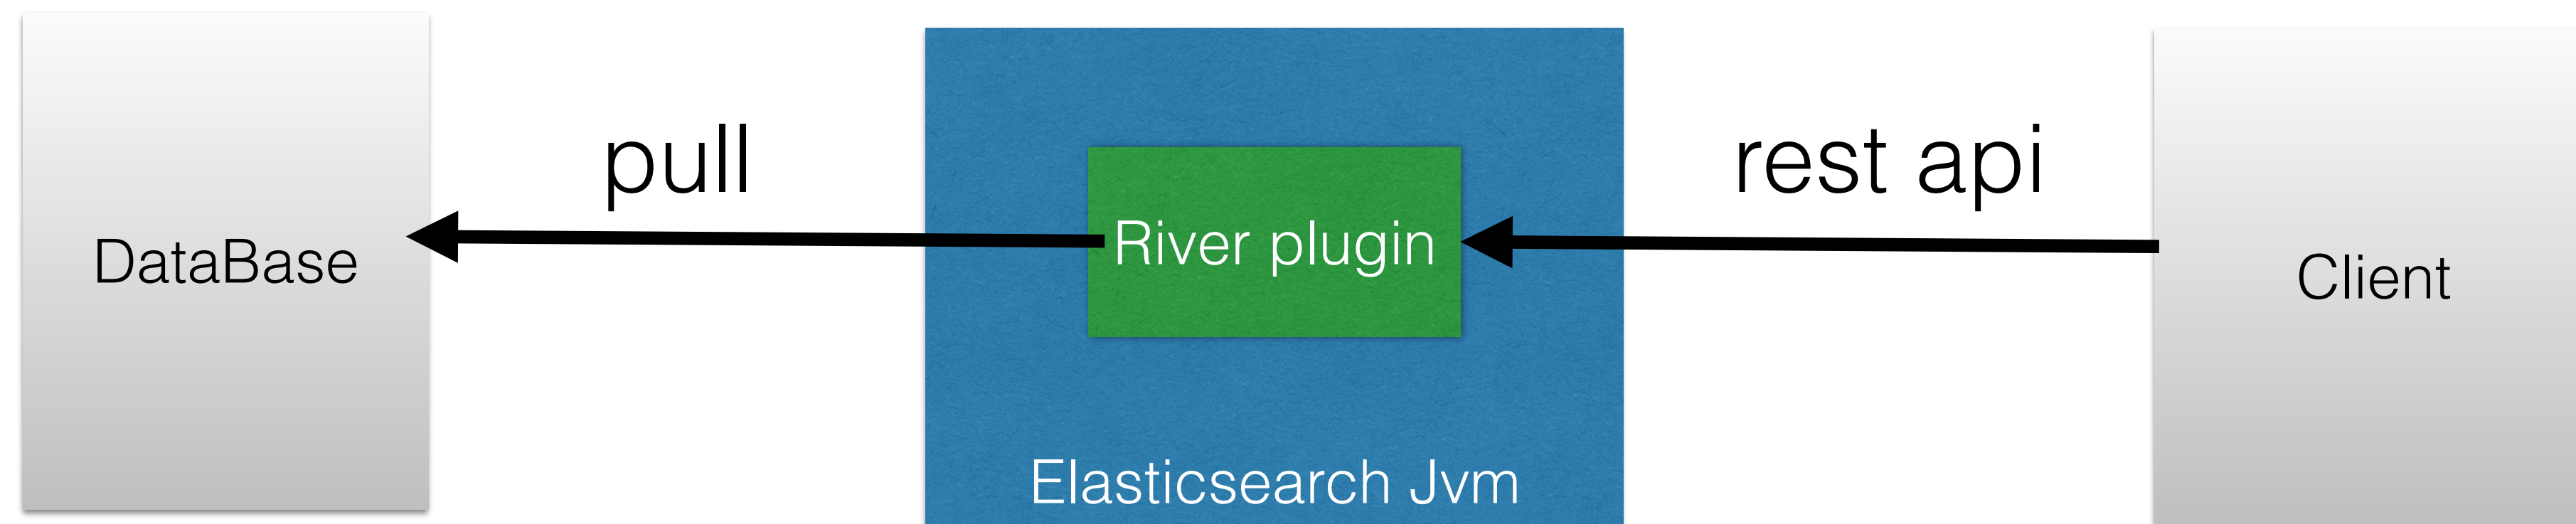 DataBase
pull
River plugin
Elasticsearch Jvm
rest api
Client